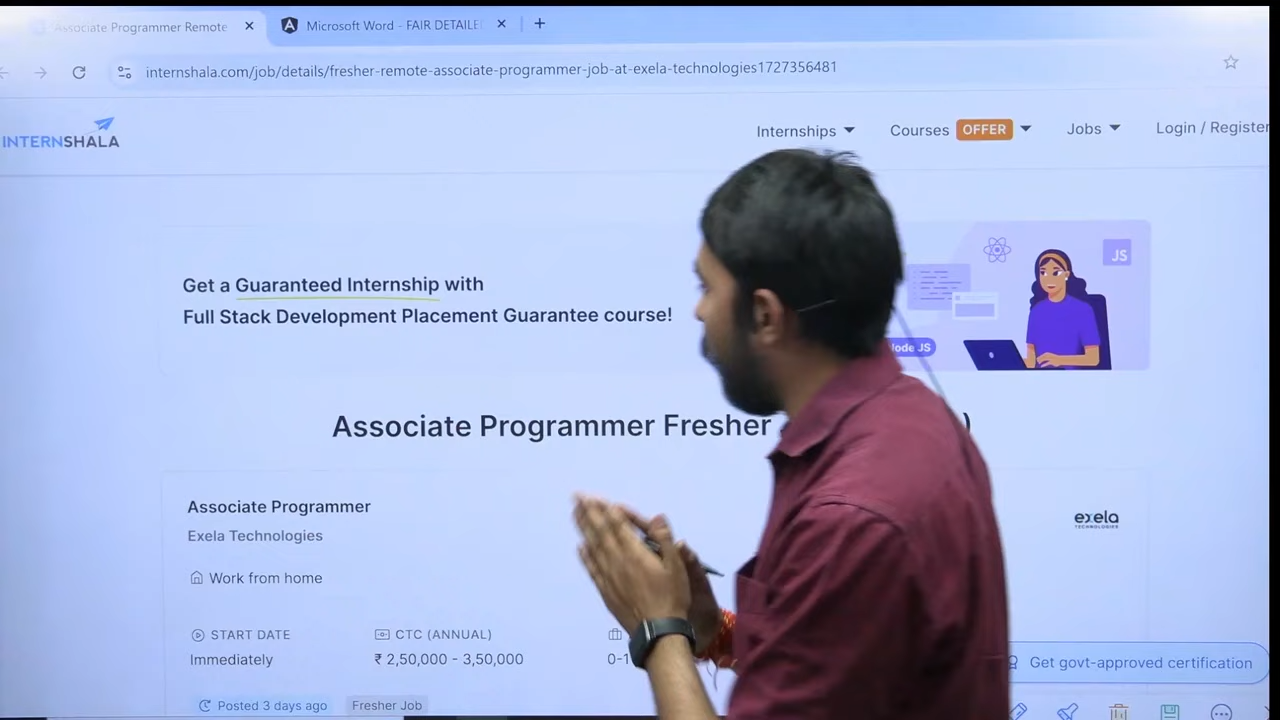 Associate Programmer Remote
Microsoft Word - FAIR DETAILE
internshala.com/job/details/fresher-remote-associate-programmer-job-at-exela-technologies1727356481
INTERNSHALA
Internships
Courses OFFER
Jobs
Login / Register
Get a Guaranteed Internship with
Full Stack Development Placement Guarantee course!
JS
Node JS
Associate Programmer Fresher
)
Associate Programmer
Exela Technologies
exela
TECHNOLOGIES
Work from home
START DATE
CTC (ANNUAL)
Immediately
₹ 2,50,000 - 3,50,000
0-1
Get govt-approved certification
Posted 3 days ago
Fresher Job